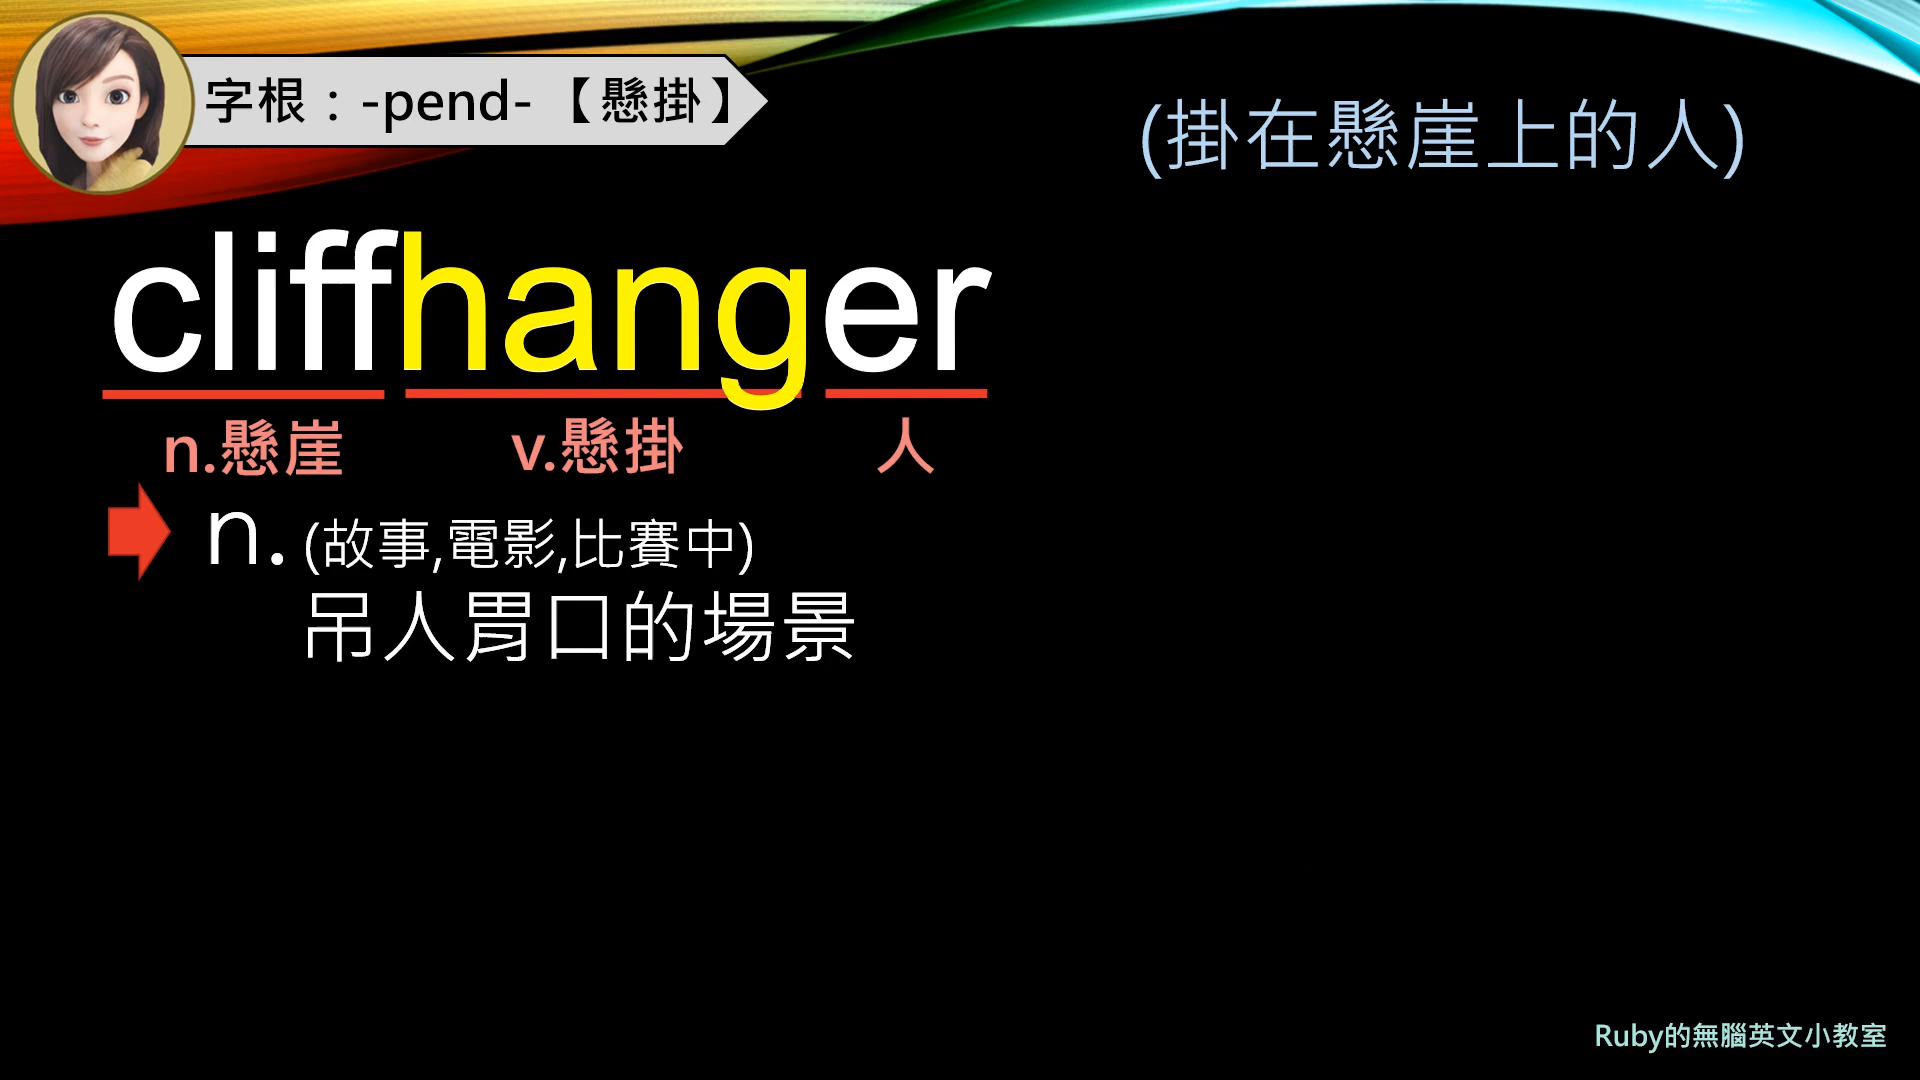 字根：-pend-【懸掛】
(掛在懸崖上的人)
cliffhanger
n.懸崖 v.懸掛 人
n. (故事,電影,比賽中)
吊人胃口的場景
Ruby的無腦英文小教室